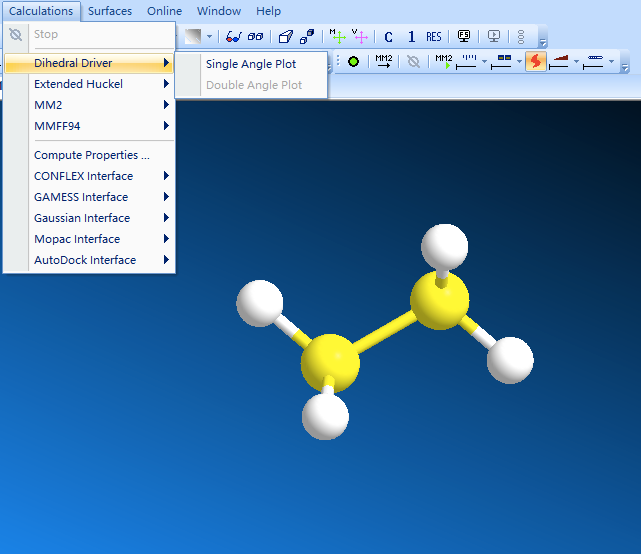 Calculations Surfaces Online Window Help
C 1 RES FS
MM2 MM2
Stop
Dihedral Driver
Single Angle Plot
Extended Huckel
Double Angle Plot
MM2
MMFF94
Compute Properties ...
CONFLEX Interface
GAMESS Interface
Gaussian Interface
Mopac Interface
AutoDock Interface